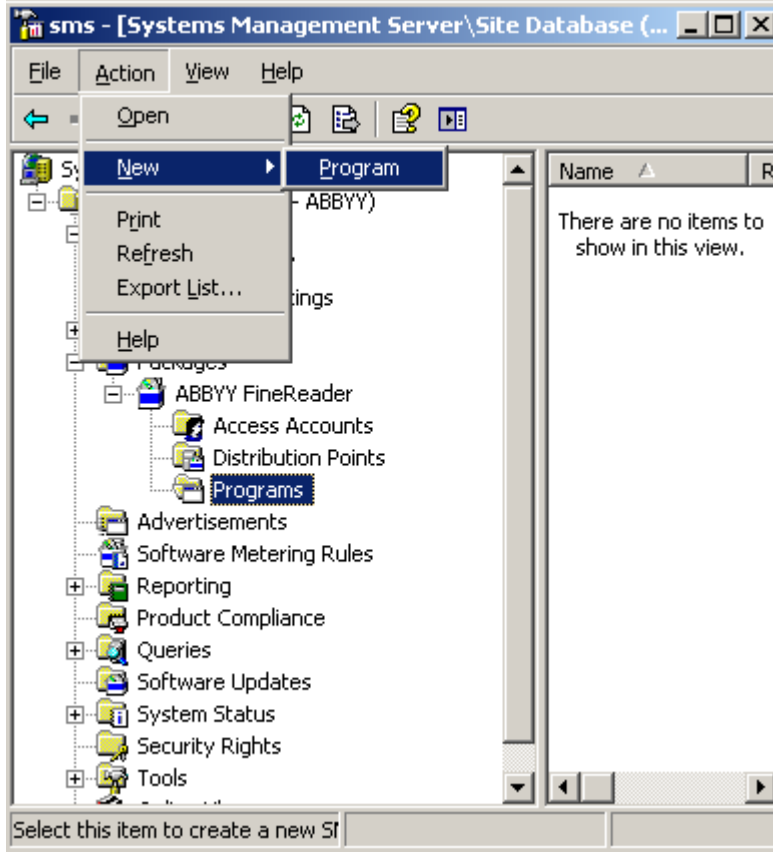 sms - [Systems Management Server\Site Database (...
File Action View Help
Open
New Program
Print
Refresh
Export List...
Help
- ABBYY)
Packages
ABBYY FineReader
Access Accounts
Distribution Points
Programs
Advertisements
Software Metering Rules
Reporting
Product Compliance
Queries
Software Updates
System Status
Security Rights
Tools
Name
There are no items to
show in this view.
Select this item to create a new